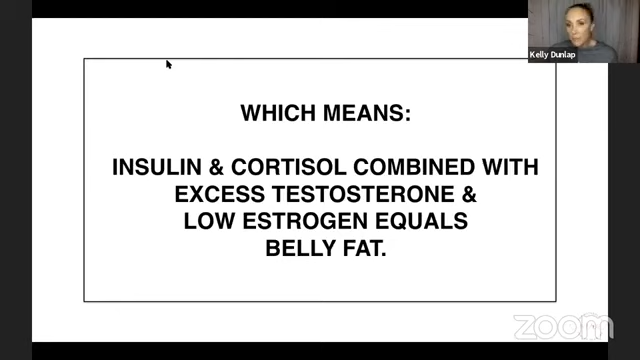 Kelly Dunlap
WHICH MEANS:
INSULIN & CORTISOL COMBINED WITH
EXCESS TESTOSTERONE &
LOW ESTROGEN EQUALS
BELLY FAT.
zoom